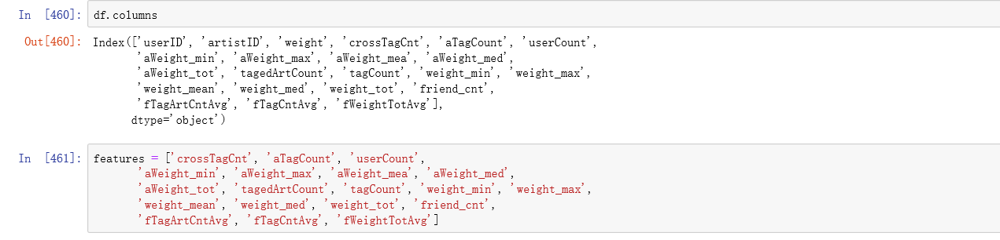 In [460]: df.columns
Out[460]: Index(['userID', 'artistID', 'weight', 'crossTagCnt', 'aTagCount', 'userCount',
'aWeight_min', 'aWeight_max', 'aWeight_mea', 'aWeight_med',
'aWeight_tot', 'tagedArtCount', 'tagCount', 'weight_min', 'weight_max',
'weight_mean', 'weight_med', 'weight_tot', 'friend_cnt',
'fTagArtCntAvg', 'fTagCntAvg', 'fWeightTotAvg'],
dtype='object')
In [461]: features = ['crossTagCnt', 'aTagCount', 'userCount',
'aWeight_min', 'aWeight_max', 'aWeight_mea', 'aWeight_med',
'aWeight_tot', 'tagedArtCount', 'tagCount', 'weight_min', 'weight_max',
'weight_mean', 'weight_med', 'weight_tot', 'friend_cnt',
'fTagArtCntAvg', 'fTagCntAvg', 'fWeightTotAvg']